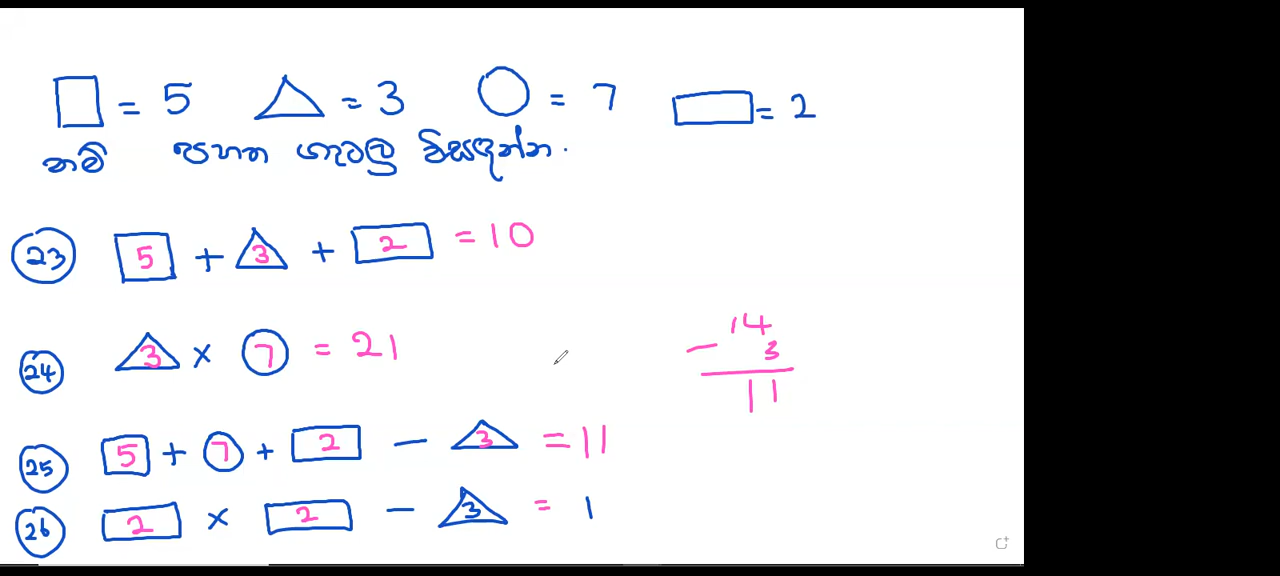 □ = 5 △ = 3 ○ = 7 ▭ = 2
නම් පහත ගැටලු විසඳන්න.
23 5 + 3 + 2 = 10
24 3 × 7 = 21
14
− 3
11
25 5 + 7 + 2 − 3 = 11
26 2 × 2 − 3 = 1